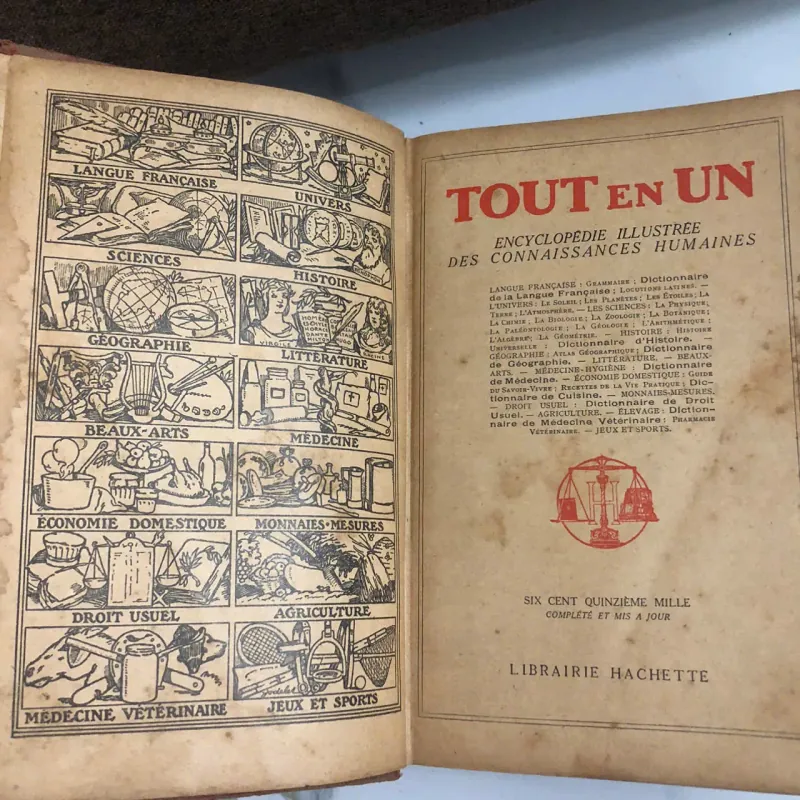 LANGUE FRANÇAISE
UNIVERS
SCIENCES
HISTOIRE
HOMÈRE
DANTE
MILTON
HUGO
VIRGILE
RACINE
GÉOGRAPHIE
LITTÉRATURE
BEAUX-ARTS
MÉDECINE
ÉCONOMIE DOMESTIQUE
MONNAIES-MESURES
DROIT USUEL
AGRICULTURE
MÉDECINE VÉTÉRINAIRE
JEUX ET SPORTS
TOUT EN UN
ENCYCLOPÉDIE ILLUSTRÉE
DES CONNAISSANCES HUMAINES
LANGUE FRANÇAISE : GRAMMAIRE ; Dictionnaire
de la Langue Française ; LOCUTIONS LATINES. —
L'UNIVERS : LE SOLEIL ; LES PLANÈTES ; LES ÉTOILES ; LA
TERRE ; L'ATMOSPHÈRE. — LES SCIENCES : LA PHYSIQUE,
LA CHIMIE, LA BIOLOGIE ; LA ZOOLOGIE ; LA BOTANIQUE ;
LA PALÉONTOLOGIE ; LA GÉOLOGIE ; L'ARITHMÉTIQUE ;
L'ALGÈBRE ; LA GÉOMÉTRIE. — HISTOIRE : HISTOIRE
UNIVERSELLE ; Dictionnaire d'Histoire. —
GÉOGRAPHIE : ATLAS GÉOGRAPHIQUE ; Dictionnaire
de Géographie. — LITTÉRATURE. — BEAUX-
ARTS. — MÉDECINE-HYGIÈNE : Dictionnaire
de Médecine. — ÉCONOMIE DOMESTIQUE : GUIDE
DU SAVOIR-VIVRE ; RECETTES DE LA VIE PRATIQUE ; Dic-
tionnaire de Cuisine. — MONNAIES-MESURES.
— DROIT USUEL : Dictionnaire de Droit
Usuel. — AGRICULTURE. — ÉLEVAGE : Diction-
naire de Médecine Vétérinaire ; PHARMACIE
VÉTÉRINAIRE. — JEUX ET SPORTS.
H
SIX CENT QUINZIÈME MILLE
COMPLÉTÉ ET MIS A JOUR
LIBRAIRIE HACHETTE